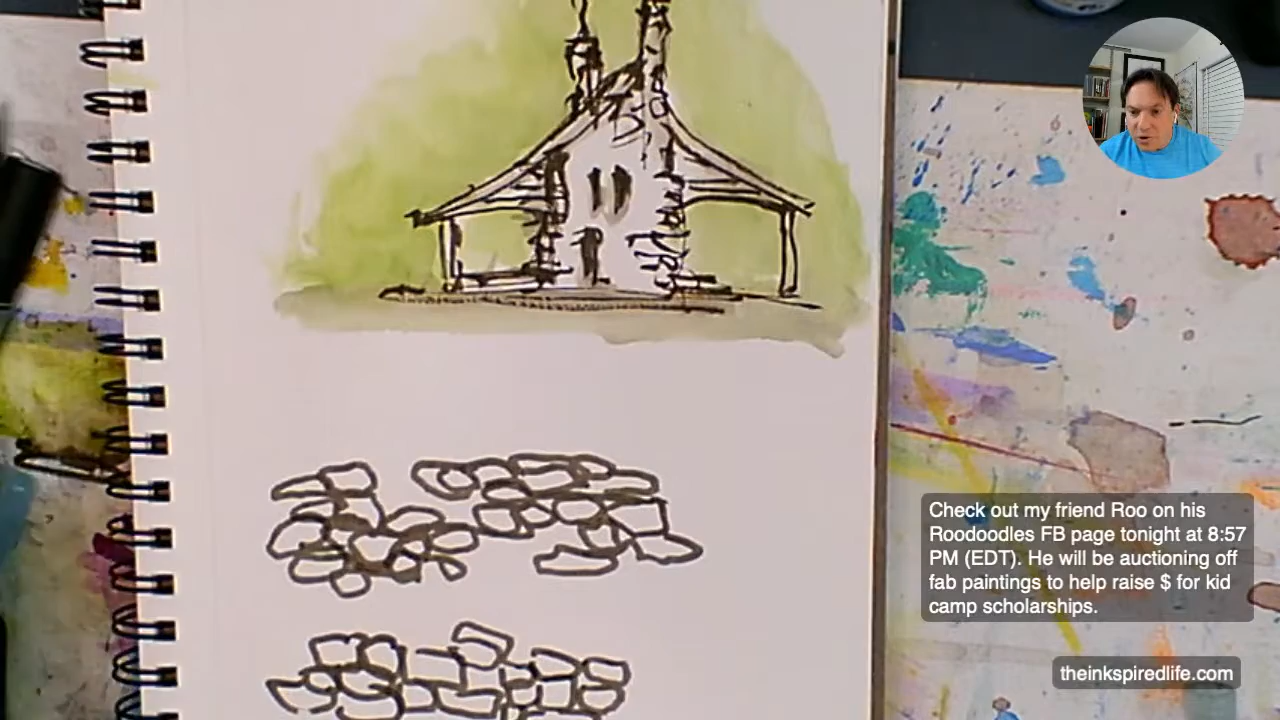 Check out my friend Roo on his
Roodoodles FB page tonight at 8:57
PM (EDT). He will be auctioning off
fab paintings to help raise $ for kid
camp scholarships.
theinkspiredlife.com